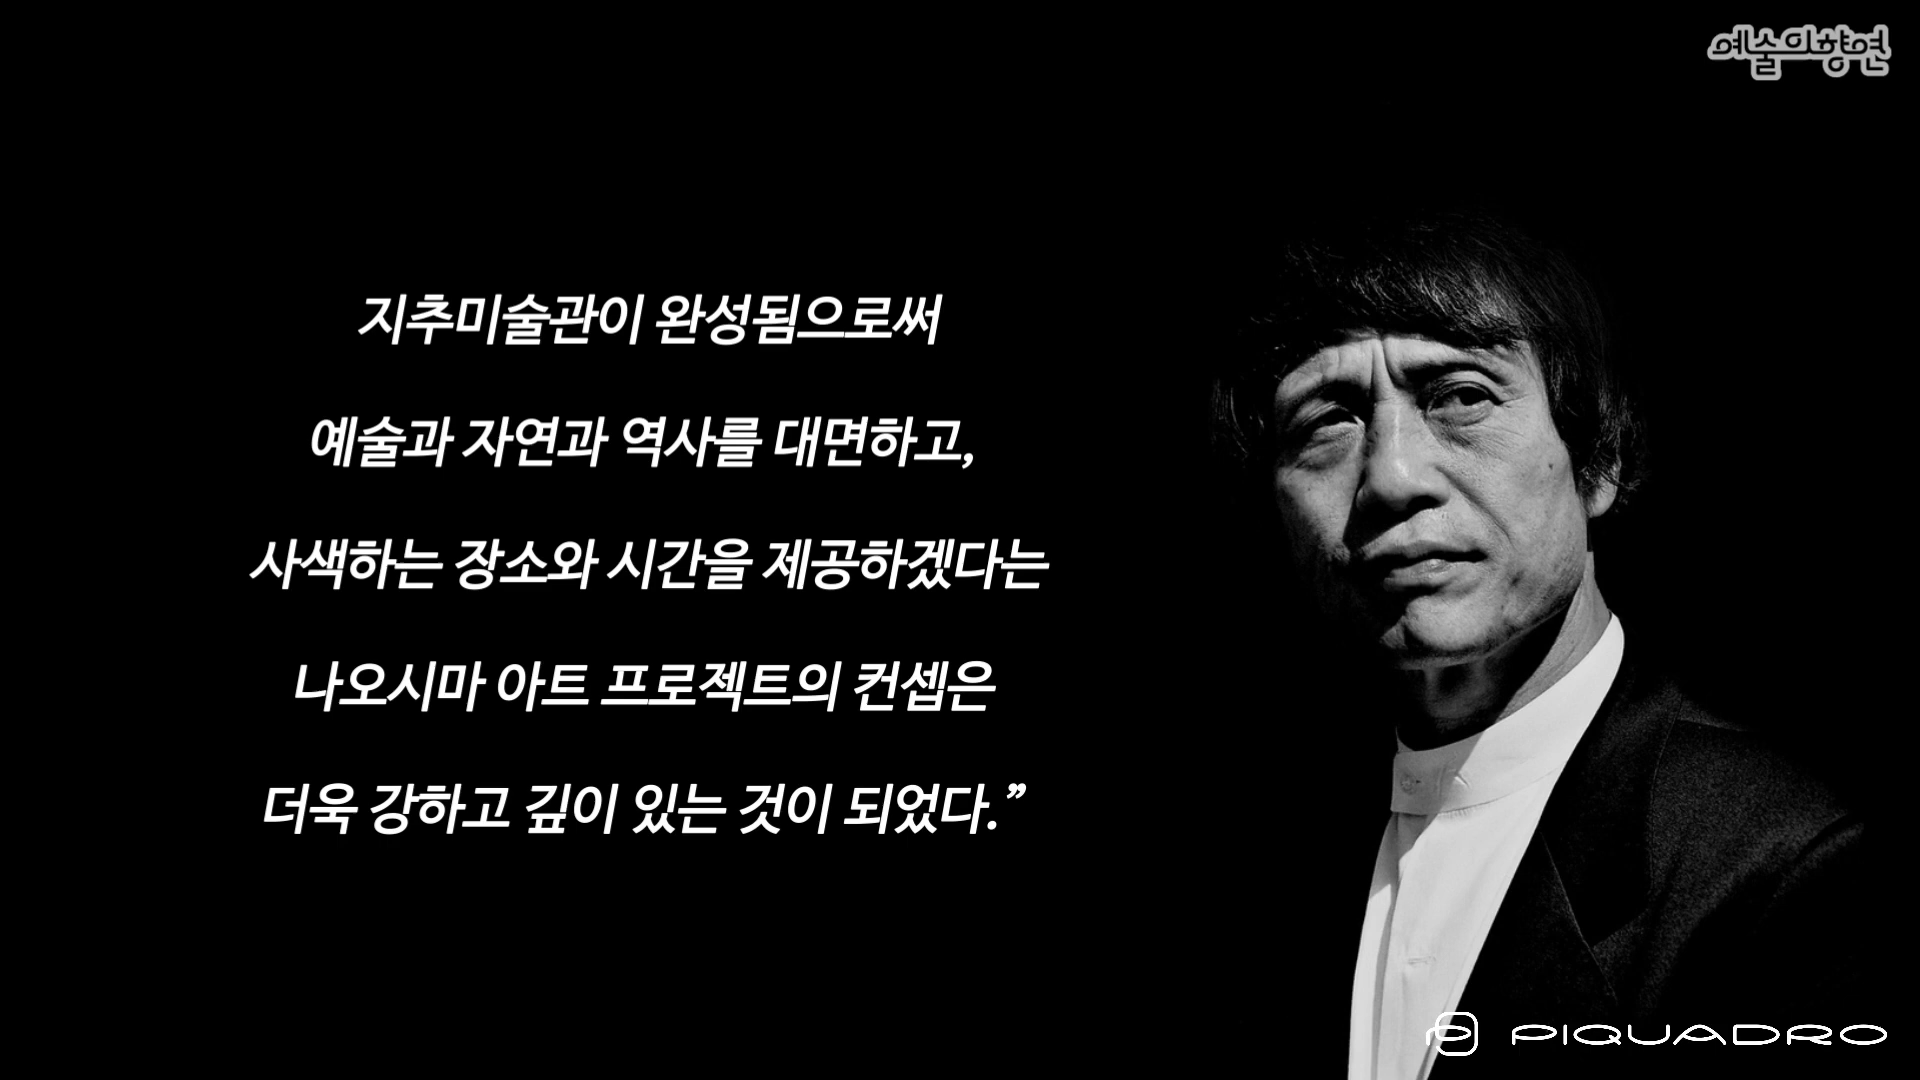 예술의향연
지추미술관이 완성됨으로써
예술과 자연과 역사를 대면하고,
사색하는 장소와 시간을 제공하겠다는
나오시마 아트 프로젝트의 컨셉은
더욱 강하고 깊이 있는 것이 되었다.”
PIQUADRO